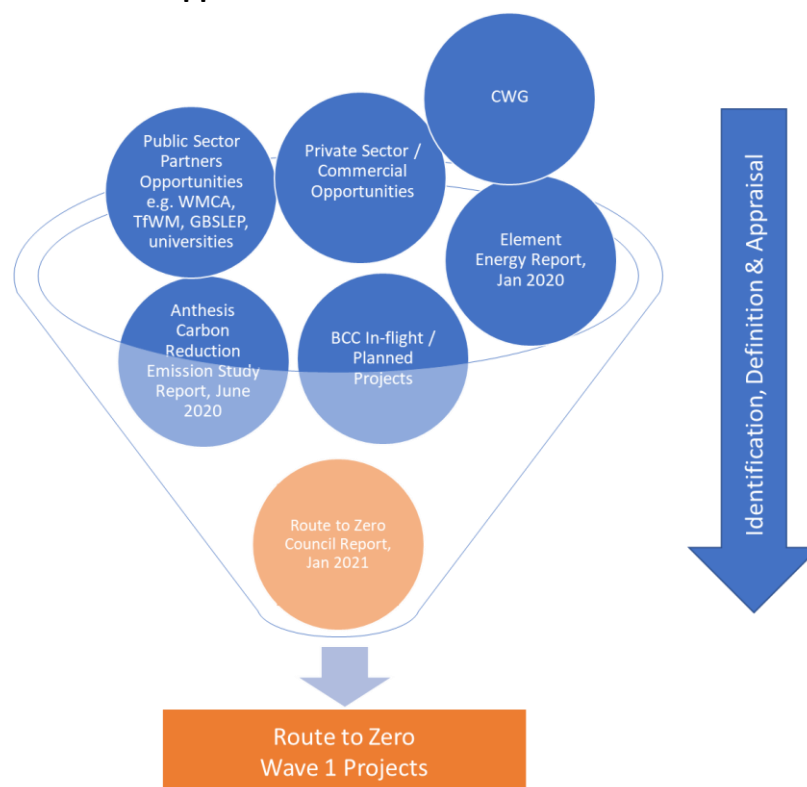 CWG
Public Sector
Partners
Opportunities
e.g. WMCA,
TfWM, GBSLEP,
universities
Private Sector /
Commercial
Opportunities
Element
Energy Report,
Jan 2020
Anthesis
Carbon
Reduction
Emission Study
Report, June
2020
BCC In-flight /
Planned
Projects
Route to Zero
Council Report,
Jan 2021
Identification, Definition & Appraisal
Route to Zero
Wave 1 Projects